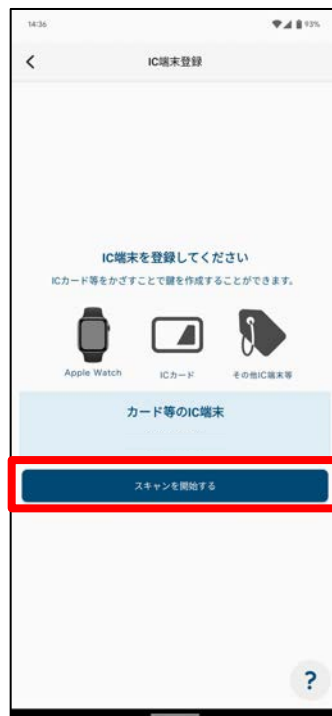 14:36
93%
IC端末登録
IC端末を登録してください
ICカード等をかざすことで鍵を作成することができます。
Apple Watch
ICカード
その他IC端末等
カード等のIC端末
スキャンを開始する
?